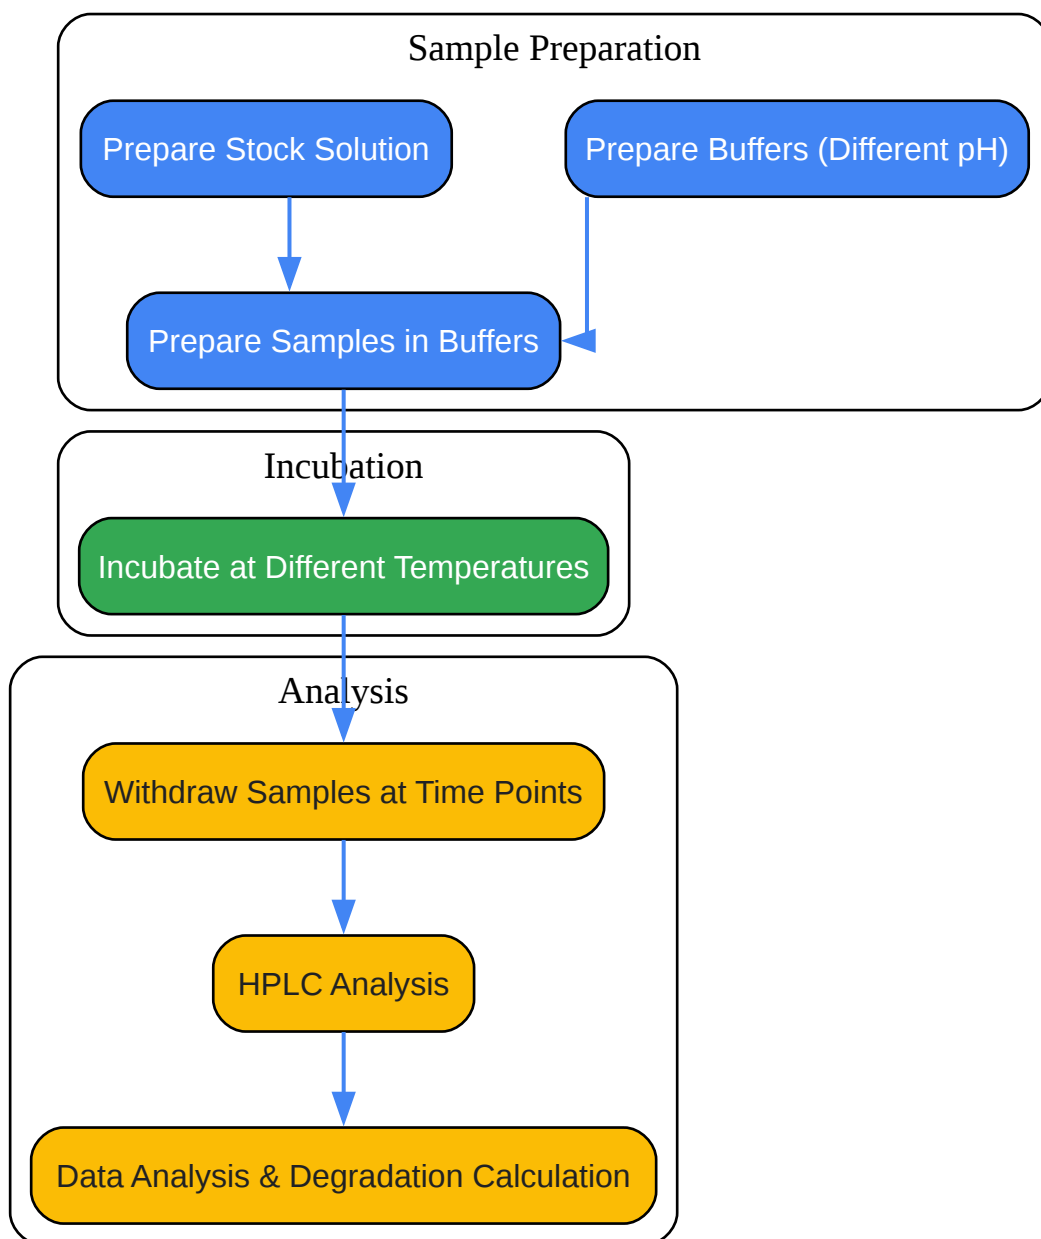 Sample Preparation
Prepare Stock Solution
Prepare Buffers (Different pH)
Prepare Samples in Buffers
Incubation
Incubate at Different Temperatures
Analysis
Withdraw Samples at Time Points
HPLC Analysis
Data Analysis & Degradation Calculation